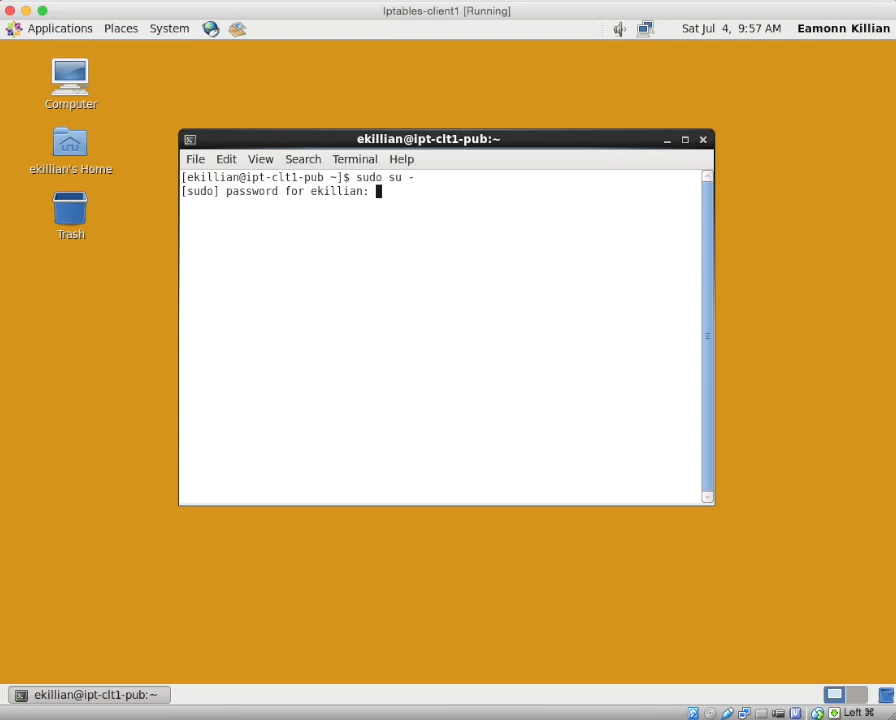 Iptables-client1 [Running]
Applications Places System Sat Jul 4, 9:57 AM Eamonn Killian
Computer
ekillian's Home
Trash
ekillian@ipt-clt1-pub:~
File Edit View Search Terminal Help
[ekillian@ipt-clt1-pub ~]$ sudo su -
[sudo] password for ekillian:
ekillian@ipt-clt1-pub:~
Left ⌘